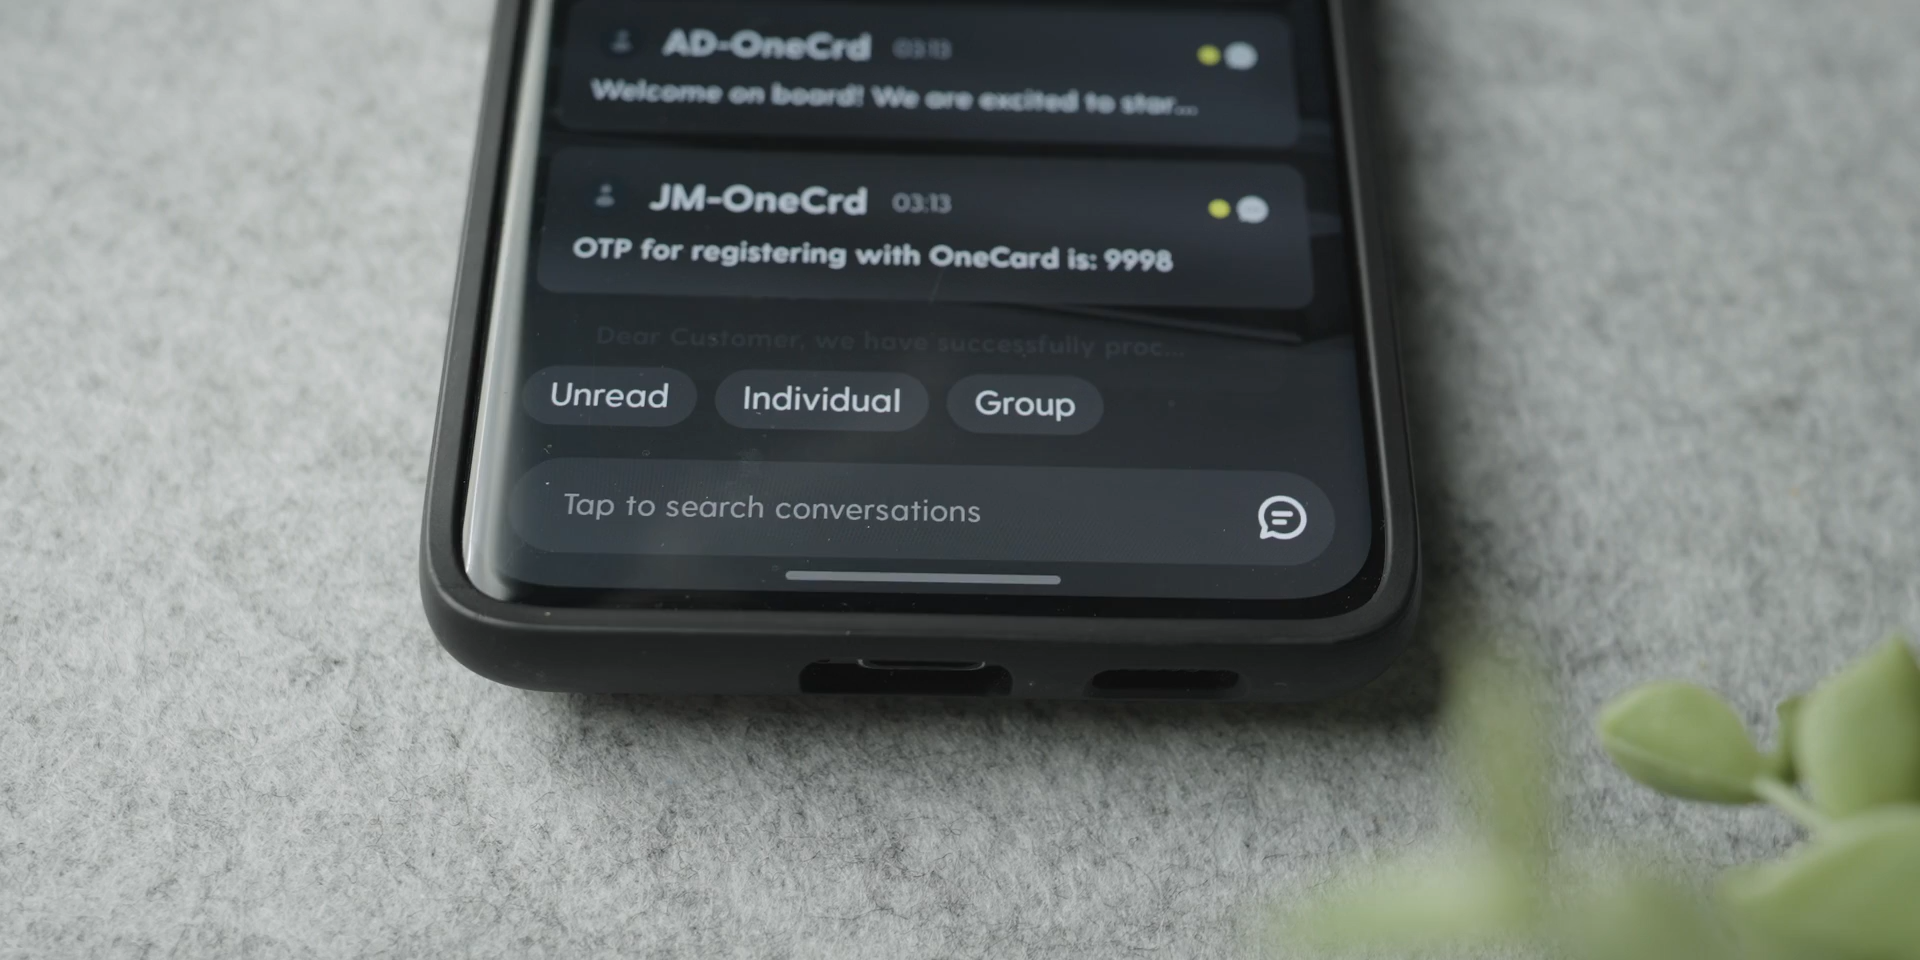 AD-OneCrd 03:13
Welcome on board! We are excited to star...
JM-OneCrd 03:13
OTP for registering with OneCard is: 9998
Dear Customer, we have successfully proc...
Unread Individual Group
Tap to search conversations